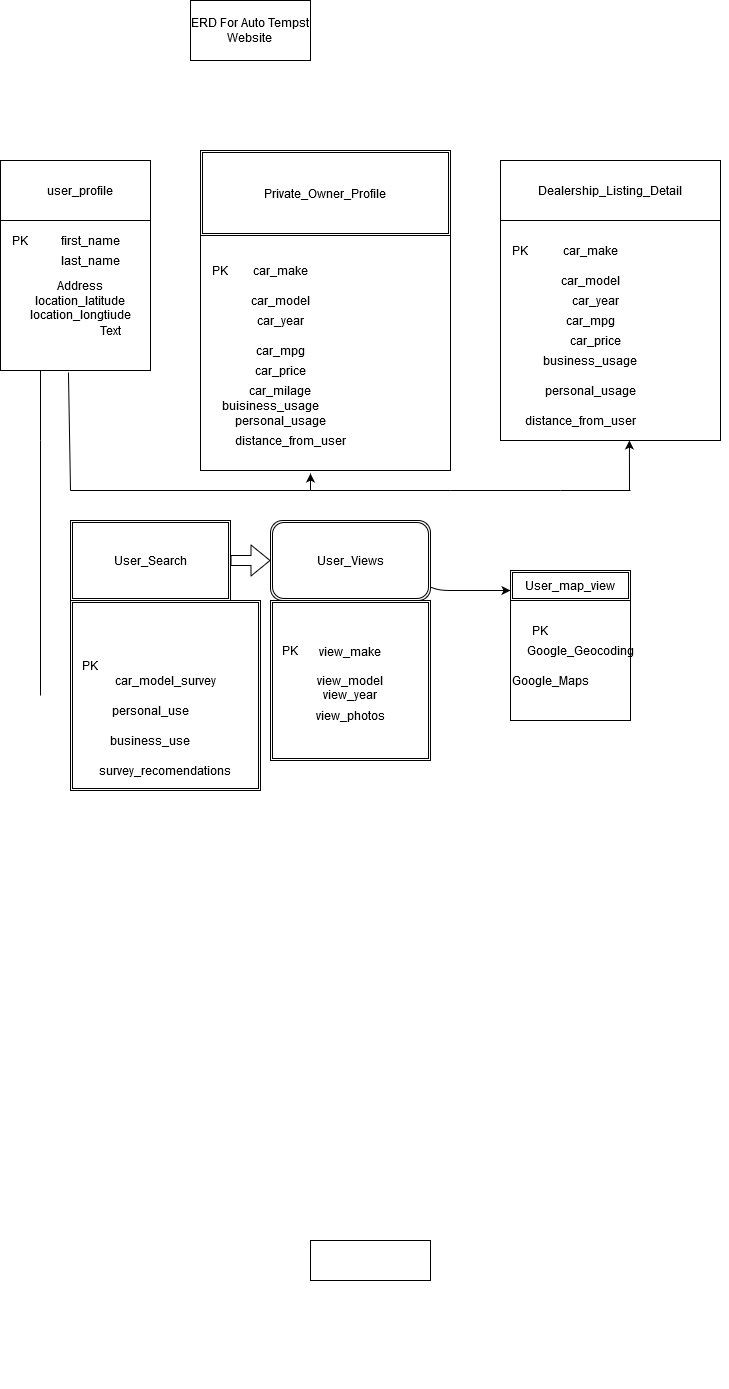 ERD For Auto Tempst
Website
user_profile
PK first_name
last_name
Address
location_latitude
location_longtiude
Text
Private_Owner_Profile
PK car_make
car_model
car_year
car_mpg
car_price
car_milage
buisiness_usage
personal_usage
distance_from_user
Dealership_Listing_Detail
PK car_make
car_model
car_year
car_mpg
car_price
business_usage
personal_usage
distance_from_user
User_Search
PK
car_model_survey
personal_use
business_use
survey_recomendations
User_Views
PK view_make
view_model
view_year
view_photos
User_map_view
PK
Google_Geocoding
Google_Maps